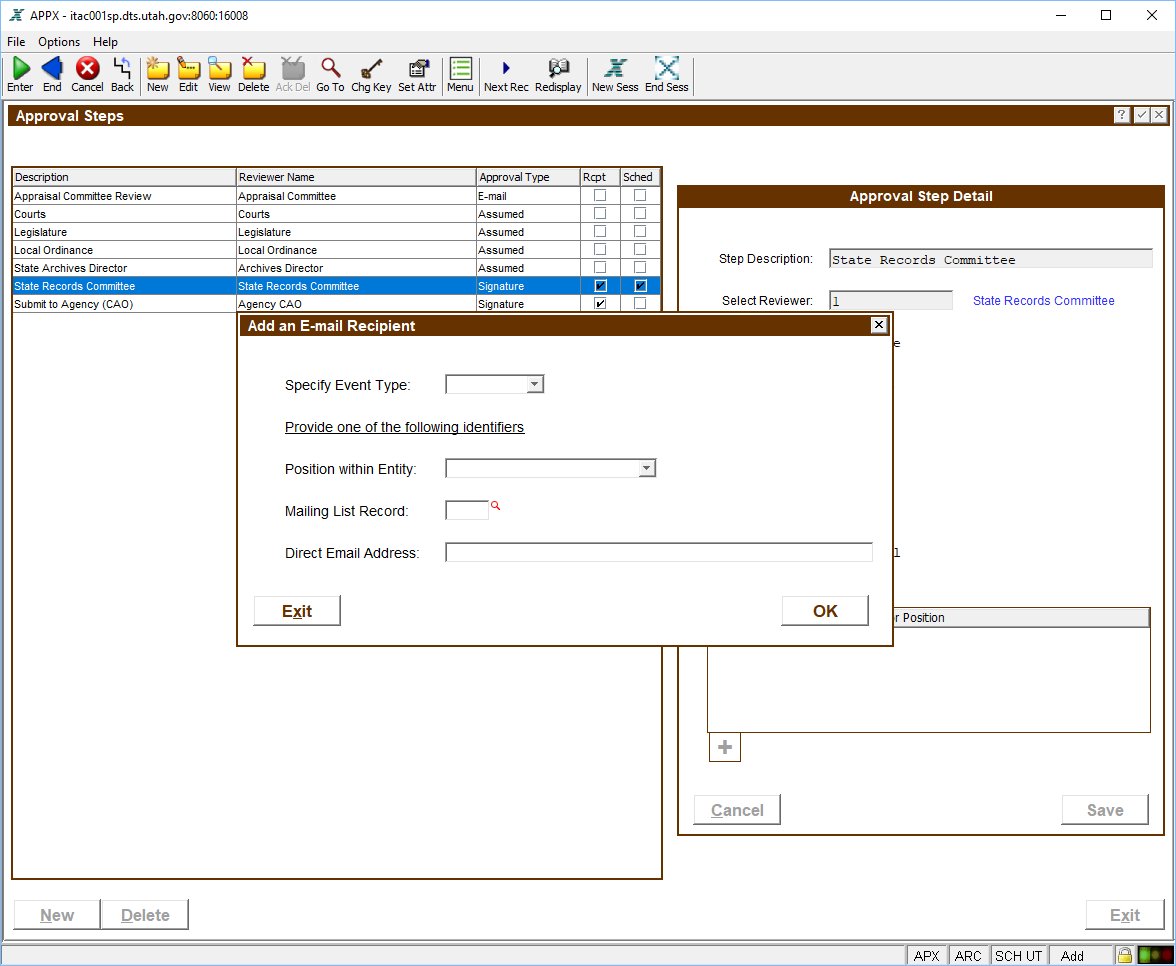 APPX - itac001sp.dts.utah.gov:8060:16008
File Options Help
Enter End Cancel Back New Edit View Delete Ack Del Go To Chg Key Set Attr Menu Next Rec Redisplay New Sess End Sess
Approval Steps
Description Reviewer Name Approval Type Rcpt Sched
Appraisal Committee Review Appraisal Committee E-mail
Courts Courts Assumed
Legislature Legislature Assumed
Local Ordinance Local Ordinance Assumed
State Archives Director Archives Director Assumed
State Records Committee State Records Committee Signature
Submit to Agency (CAO) Agency CAO Signature
Approval Step Detail
Step Description: State Records Committee
Select Reviewer: 1 State Records Committee
e
l
r Position
Cancel Save
Add an E-mail Recipient
Specify Event Type:
Provide one of the following identifiers
Position within Entity:
Mailing List Record:
Direct Email Address:
Exit OK
New Delete Exit
APX ARC SCH UT Add